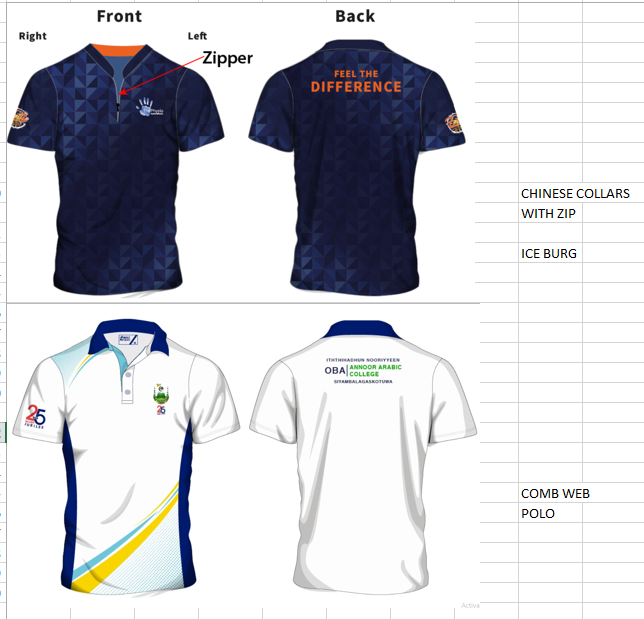 Front
Back
Right
Left
Zipper
FEEL THE
DIFFERENCE
CHINESE COLLARS
WITH ZIP
ICE BURG
25
JUBILEE
25
ITHTHIHADHUN NOORIYYEEN
OBA
ANNOOR ARABIC
COLLEGE
SIYAMBALAGASKOTUWA
COMB WEB
POLO
Activa